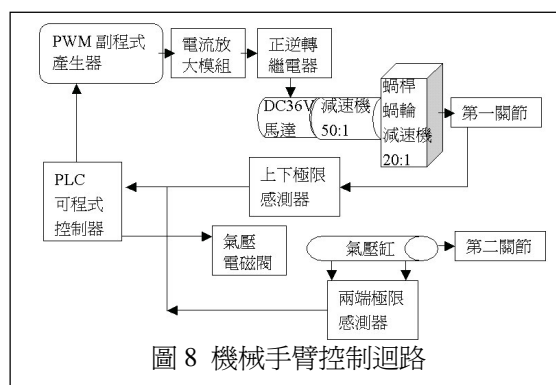 PWM 副程式
產生器
電流放
大模組
正逆轉
繼電器
DC36V
馬達
減速機
50:1
蝸桿
蝸輪
減速機
20:1
第一關節
上下極限
感測器
PLC
可程式
控制器
氣壓
電磁閥
氣壓缸
第二關節
兩端極限
感測器
圖 8 機械手臂控制迴路